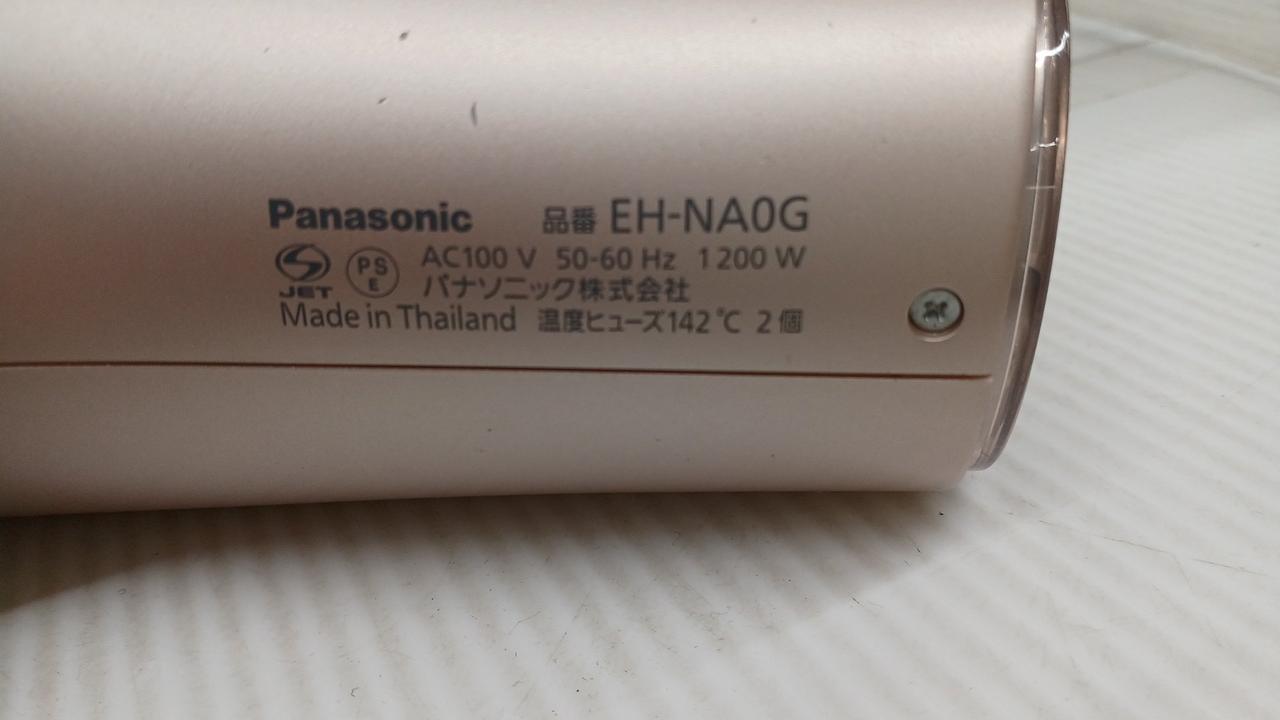 Panasonic 品番 EH-NA0G
JET PS E AC100 V 50-60 Hz 1200 W
パナソニック株式会社
Made in Thailand 温度ヒューズ142℃ 2個